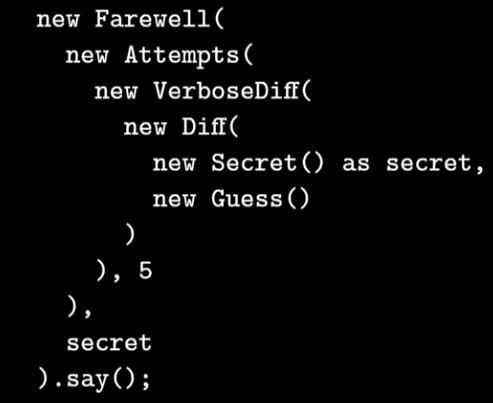 new Farewell(
  new Attempts(
    new VerboseDiff(
      new Diff(
        new Secret() as secret,
        new Guess()
      )
    ), 5
  ),
  secret
).say();